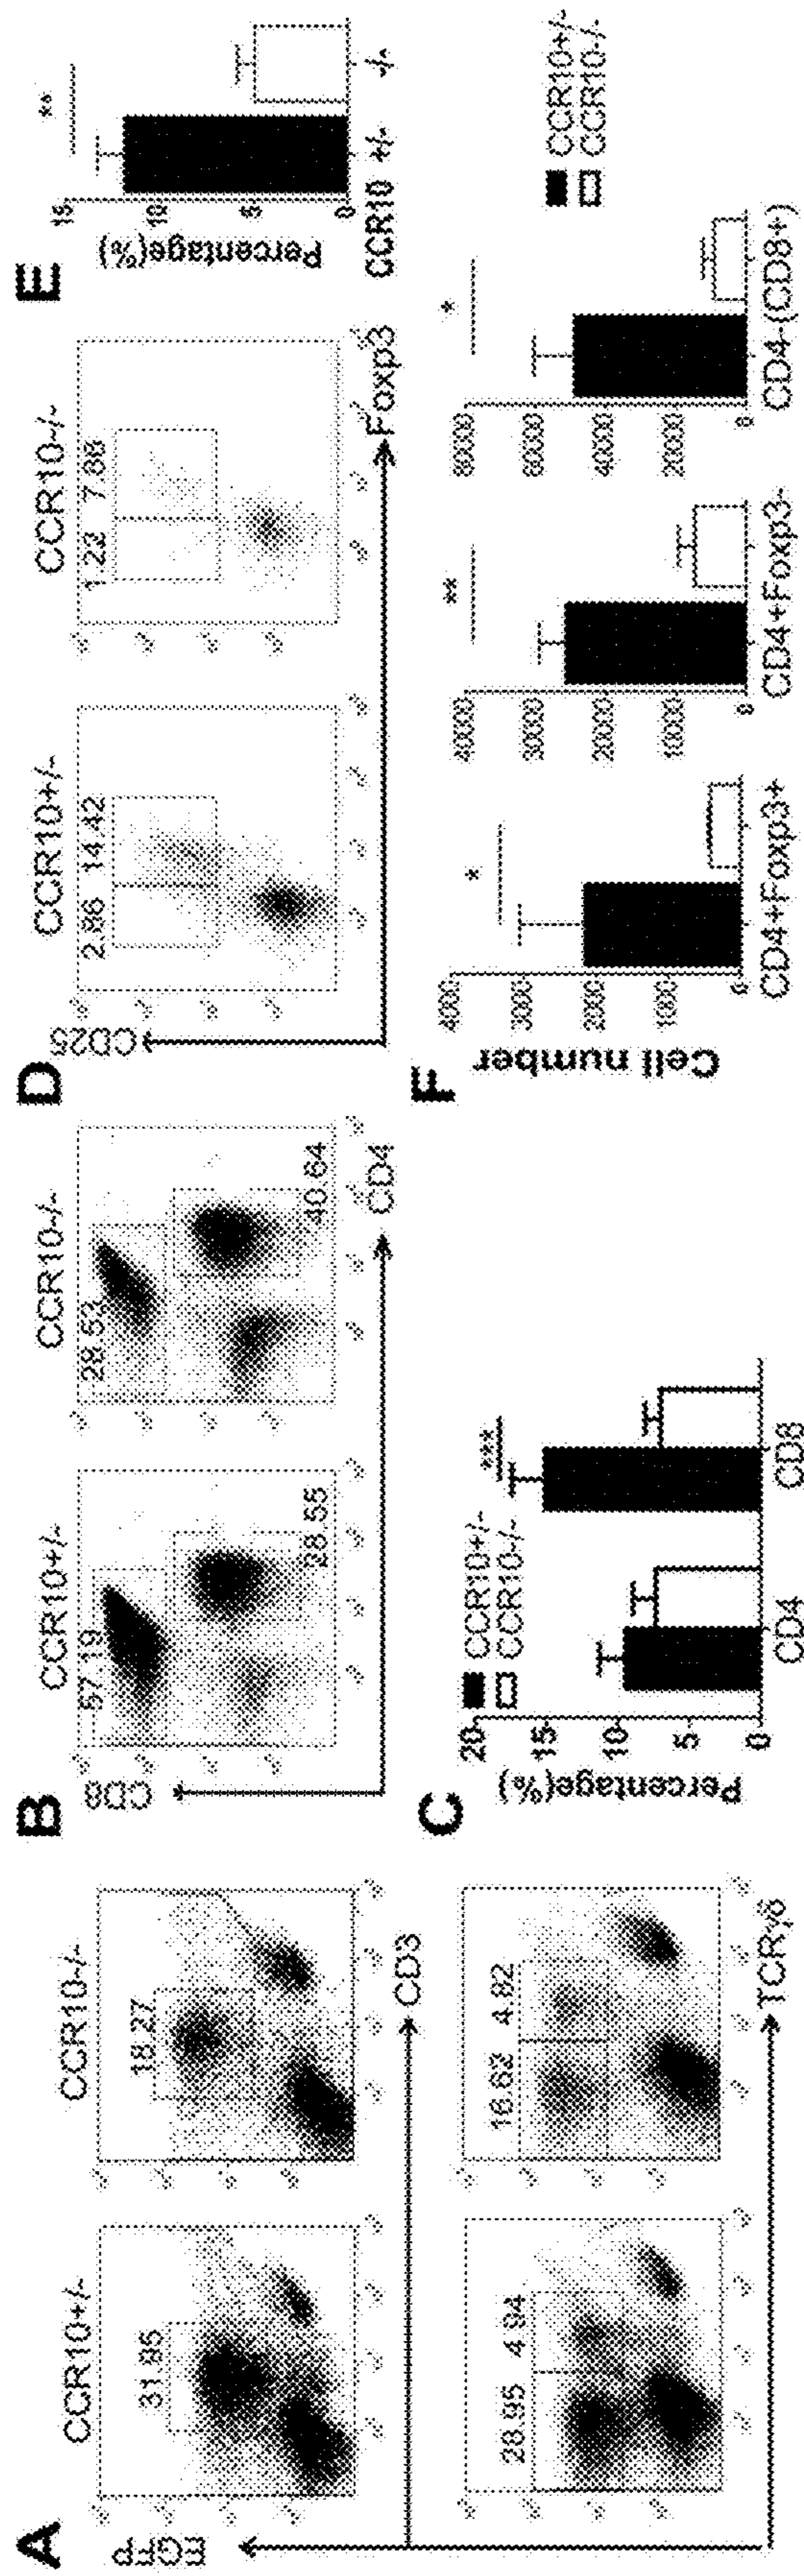 A
CCR10+/-
CCR10-/-
EGFP
31.95
18.27
CD3
28.95 4.94
16.62 4.82
TCRγδ
B
CCR10+/-
CCR10-/-
CD8
57.19
28.55
28.53
40.64
CD4
C
CCR10+/-
CCR10-/-
***
Percentage(%)
20
15
10
5
0
CD4
CD8
D
CCR10+/-
CCR10-/-
CD25
2.86 14.42
1.22 7.88
Foxp3
E
**
Percentage(%)
15
10
5
0
CCR10 +/- -/-
F
Cell number
*
4000
3000
2000
1000
0
CD4+Foxp3+
**
40000
30000
20000
10000
0
CD4+Foxp3-
*
80000
60000
40000
20000
0
CD4-(CD8+)
CCR10+/-
CCR10-/-